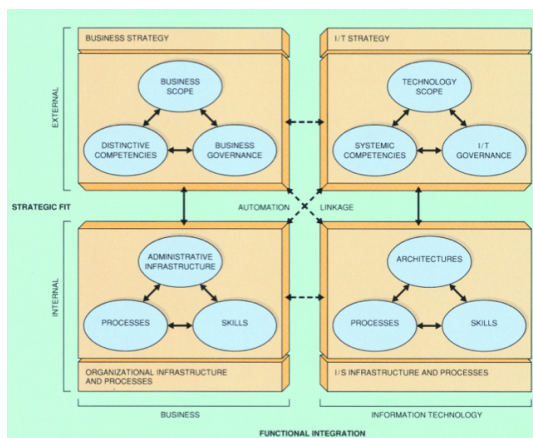 BUSINESS STRATEGY
I/T STRATEGY
EXTERNAL
BUSINESS
SCOPE
DISTINCTIVE
COMPETENCIES
BUSINESS
GOVERNANCE
TECHNOLOGY
SCOPE
SYSTEMIC
COMPETENCIES
I/T
GOVERNANCE
STRATEGIC FIT
AUTOMATION
LINKAGE
INTERNAL
ADMINISTRATIVE
INFRASTRUCTURE
PROCESSES
SKILLS
ARCHITECTURES
PROCESSES
SKILLS
ORGANIZATIONAL INFRASTRUCTURE
AND PROCESSES
I/S INFRASTRUCTURE AND PROCESSES
BUSINESS
INFORMATION TECHNOLOGY
FUNCTIONAL INTEGRATION